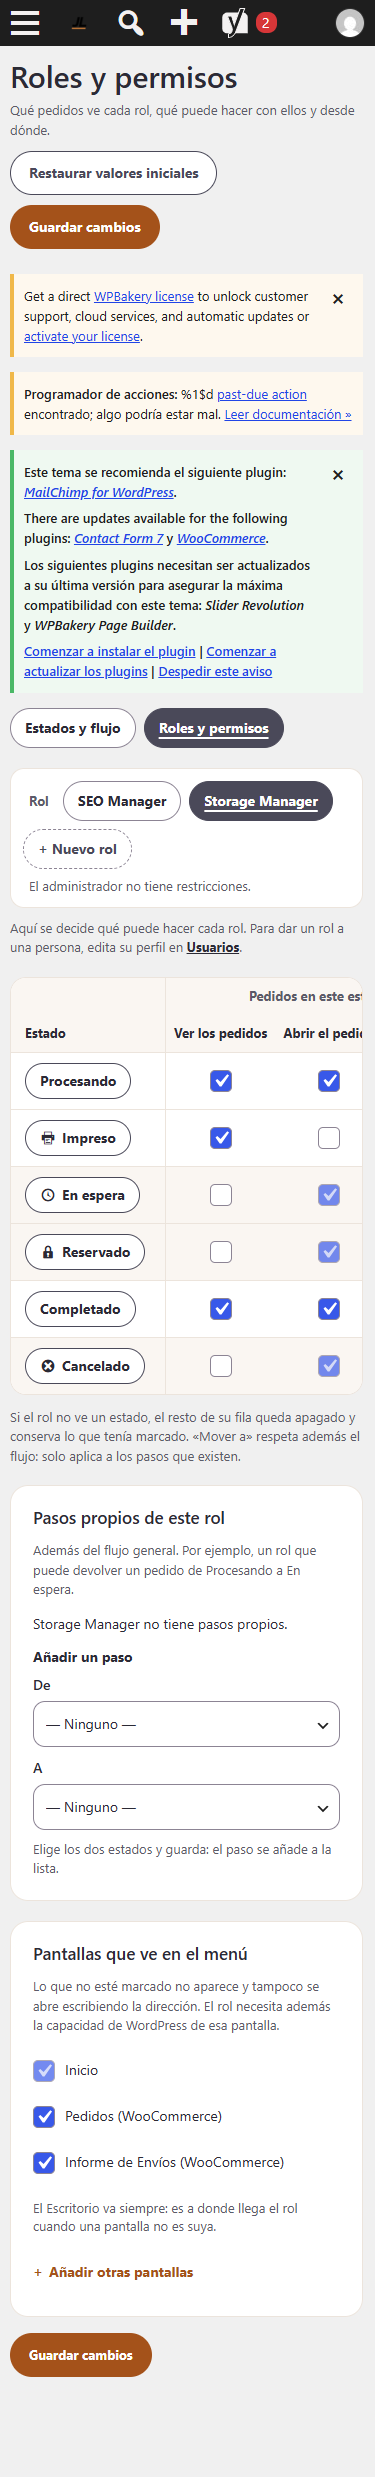 2
Roles y permisos
Qué pedidos ve cada rol, qué puede hacer con ellos y desde
dónde.
Restaurar valores iniciales
Guardar cambios
Get a direct WPBakery license to unlock customer
support, cloud services, and automatic updates or
activate your license.
Programador de acciones: %1$d past-due action
encontrado; algo podría estar mal. Leer documentación »
Este tema se recomienda el siguiente plugin:
MailChimp for WordPress.
There are updates available for the following
plugins: Contact Form 7 y WooCommerce.
Los siguientes plugins necesitan ser actualizados
a su última versión para asegurar la máxima
compatibilidad con este tema: Slider Revolution
y WPBakery Page Builder.
Comenzar a instalar el plugin | Comenzar a
actualizar los plugins | Despedir este aviso
Estados y flujo Roles y permisos
Rol SEO Manager Storage Manager
+ Nuevo rol
El administrador no tiene restricciones.
Aquí se decide qué puede hacer cada rol. Para dar un rol a
una persona, edita su perfil en Usuarios.
Pedidos en este es
Estado Ver los pedidos Abrir el pedi
Procesando
Impreso
En espera
Reservado
Completado
Cancelado
Si el rol no ve un estado, el resto de su fila queda apagado y
conserva lo que tenía marcado. «Mover a» respeta además el
flujo: solo aplica a los pasos que existen.
Pasos propios de este rol
Además del flujo general. Por ejemplo, un rol que
puede devolver un pedido de Procesando a En
espera.
Storage Manager no tiene pasos propios.
Añadir un paso
De
— Ninguno —
A
— Ninguno —
Elige los dos estados y guarda: el paso se añade a la
lista.
Pantallas que ve en el menú
Lo que no esté marcado no aparece y tampoco se
abre escribiendo la dirección. El rol necesita además
la capacidad de WordPress de esa pantalla.
Inicio
Pedidos (WooCommerce)
Informe de Envíos (WooCommerce)
El Escritorio va siempre: es a donde llega el rol
cuando una pantalla no es suya.
+ Añadir otras pantallas
Guardar cambios